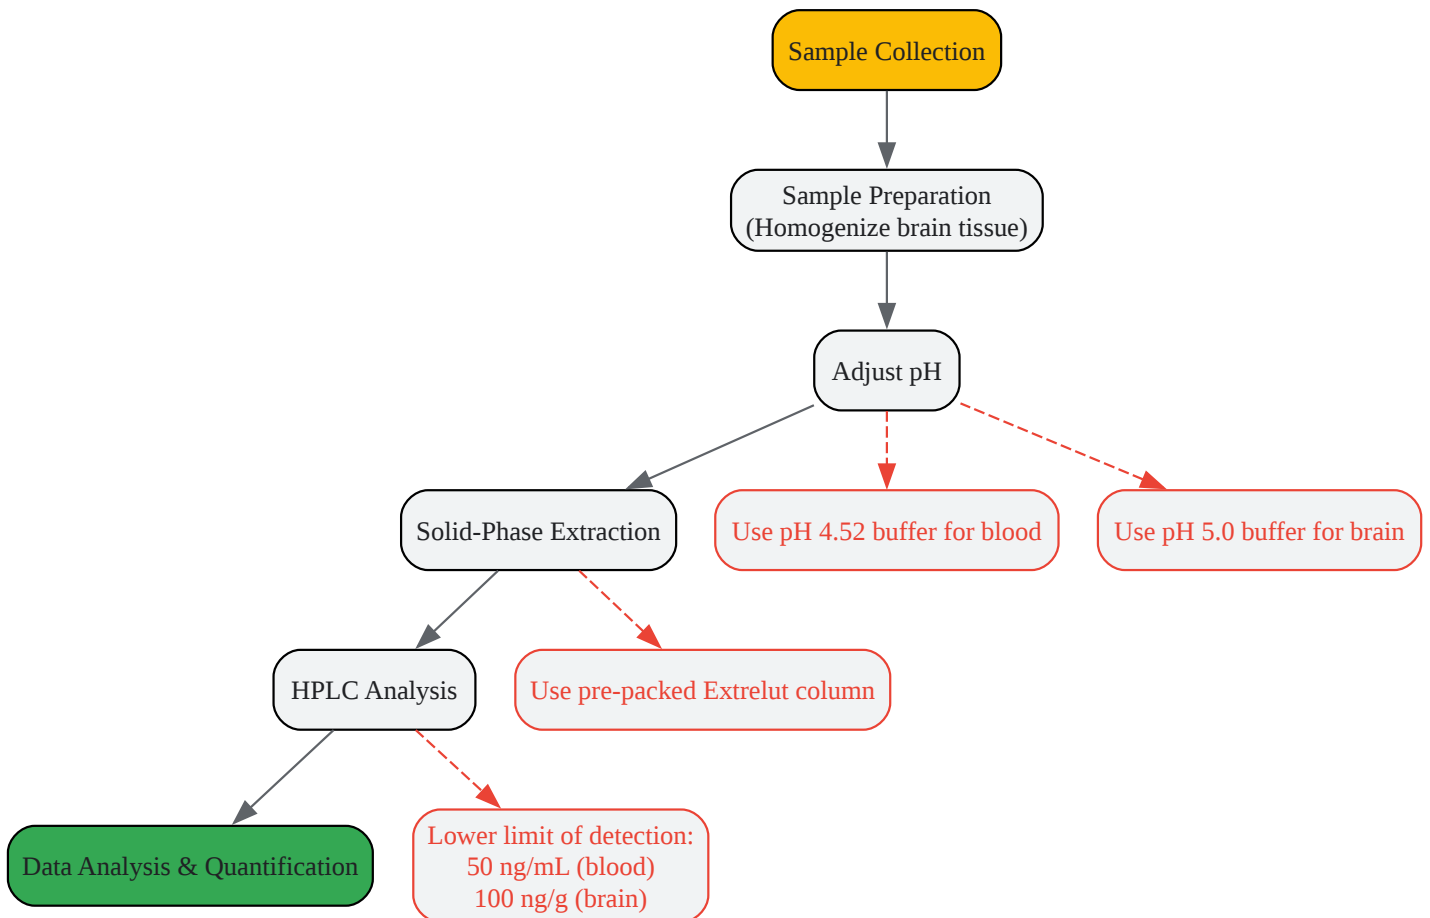 Sample Collection
Sample Preparation
(Homogenize brain tissue)
Adjust pH
Solid-Phase Extraction
Use pH 4.52 buffer for blood
Use pH 5.0 buffer for brain
HPLC Analysis
Use pre-packed Extrelut column
Data Analysis & Quantification
Lower limit of detection:
50 ng/mL (blood)
100 ng/g (brain)